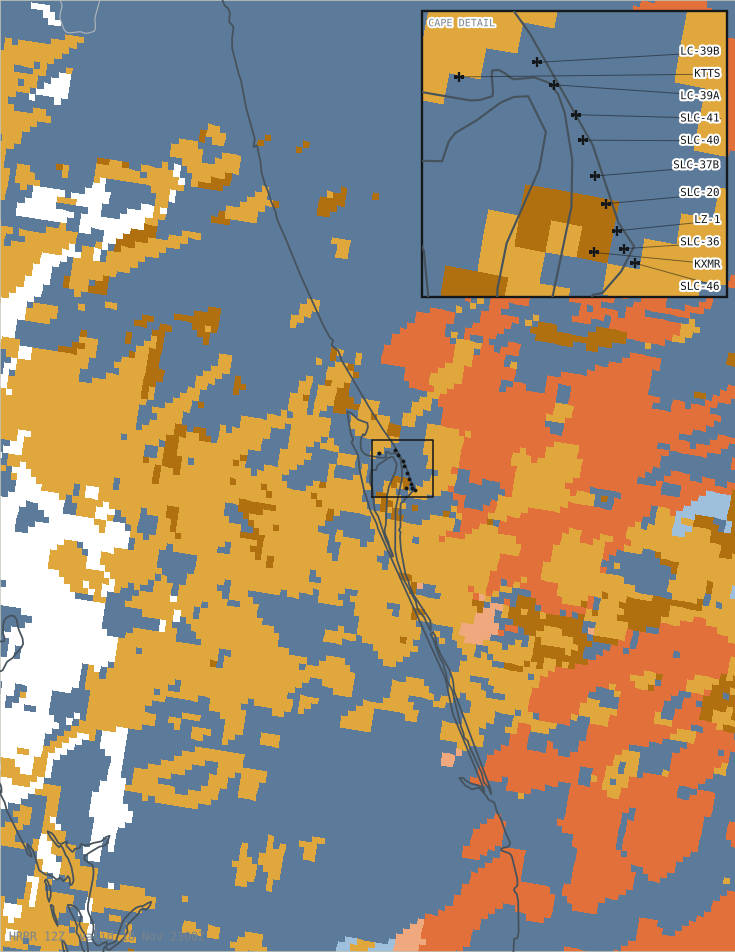 CAPE DETAIL
LC-39B
KTTS
LC-39A
SLC-41
SLC-40
SLC-37B
SLC-20
LZ-1
SLC-36
KXMR
SLC-46
HRRR 12Z Nov